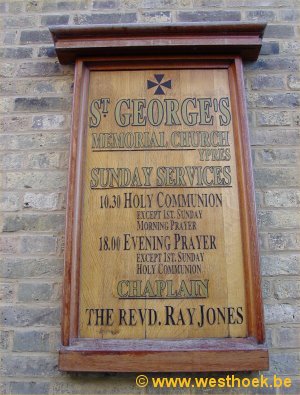 ST GEORGE'S
MEMORIAL CHURCH
YPRES
SUNDAY SERVICES
10.30 HOLY COMMUNION
EXCEPT 1ST. SUNDAY
MORNING PRAYER
18.00 EVENING PRAYER
EXCEPT 1ST. SUNDAY
HOLY COMMUNION
CHAPLAIN
THE REVD. RAY JONES
© www.westhoek.be